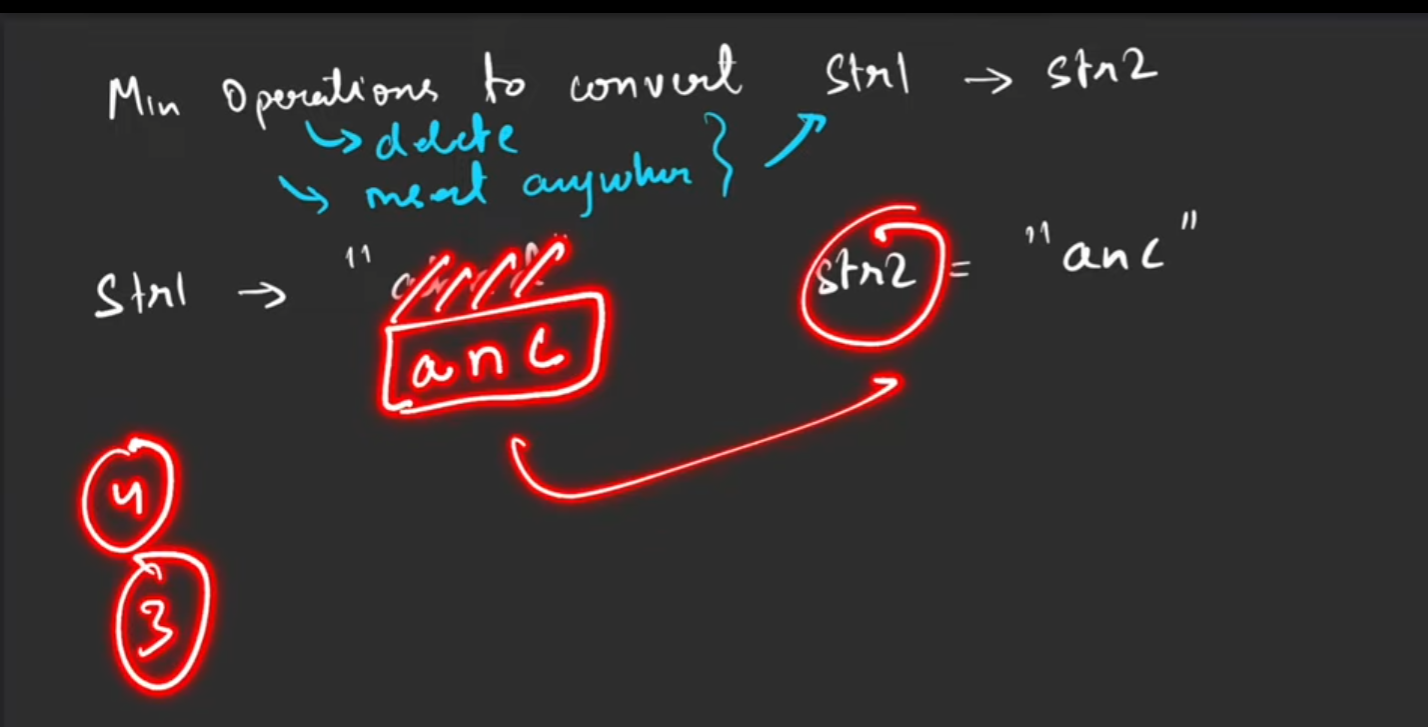 Min Operations to convert Str1 → str2
↳ delete
↳ insert anywhere } ↗
Str1 → "
str2 = "anc"
anc
4
3